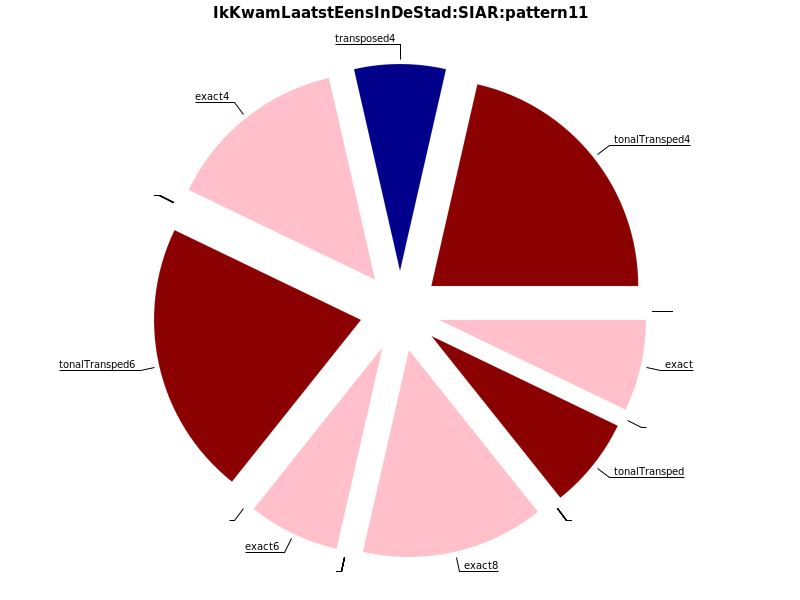 IkKwamLaatstEensInDeStad:SIAR:pattern11
transposed4
exact4
tonalTransped4
tonalTransped6
exact
tonalTransped
exact6
exact8